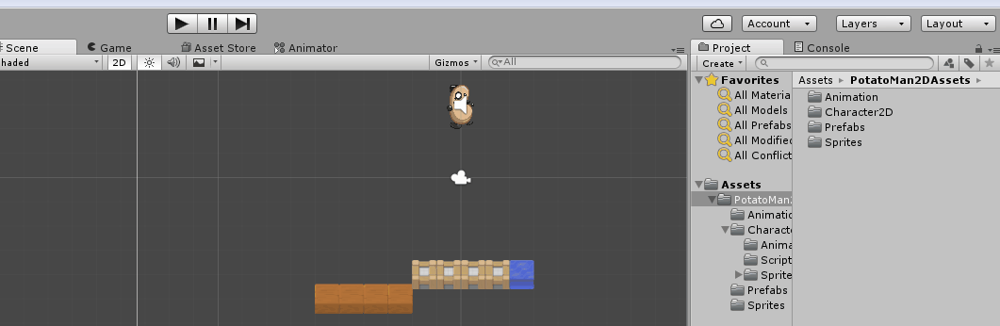 Account Layers Layout
Scene Game Asset Store Animator
haded 2D Gizmos All
Project Console
Create
Favorites
All Materia
All Models
All Prefabs
All Modified
All Conflict
Assets
PotatoMan2
Animatio
Characte
Anima
Script
Sprite
Prefabs
Sprites
Assets ▸ PotatoMan2DAssets ▸
Animation
Character2D
Prefabs
Sprites